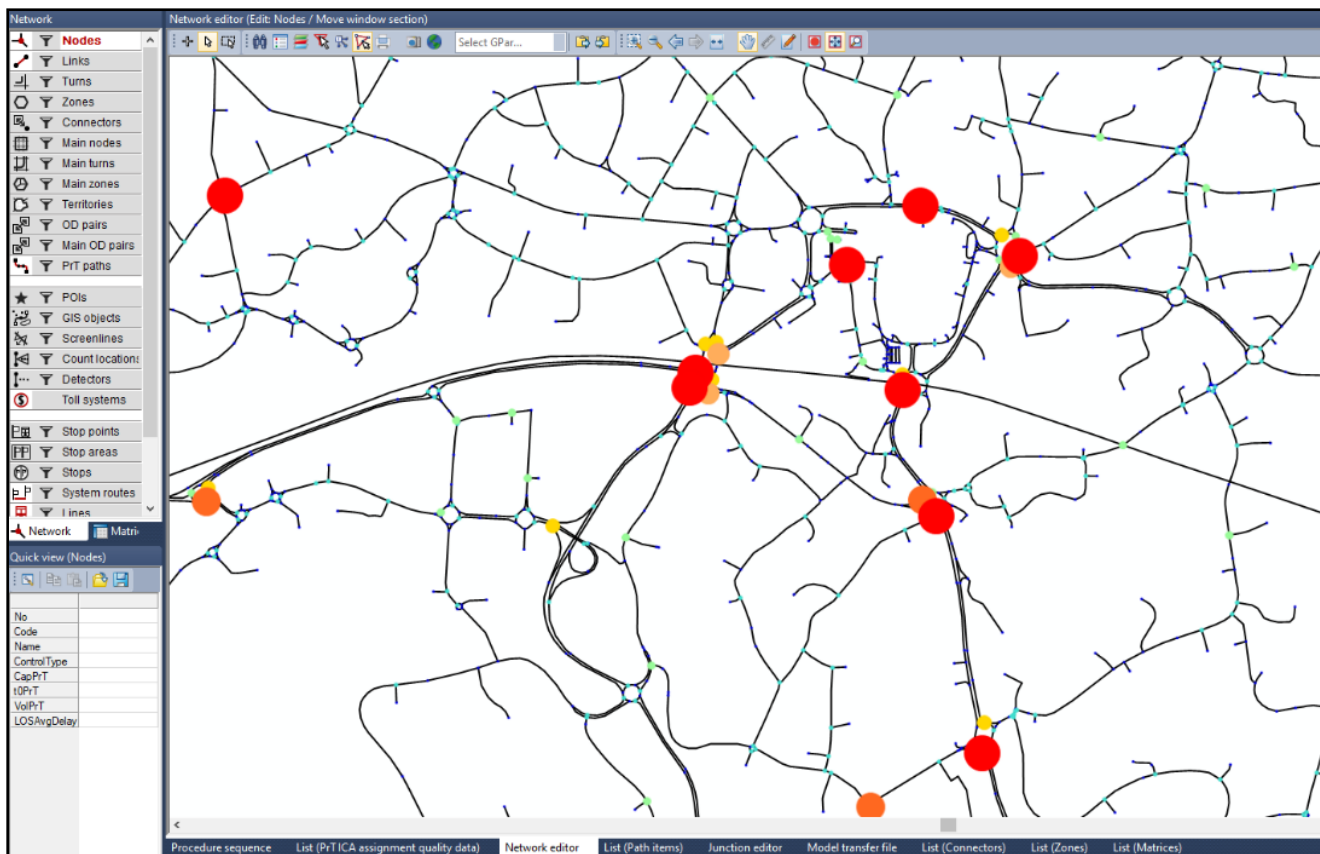 Network
Network editor (Edit: Nodes / Move window section)
Select GPar...
Nodes
Links
Turns
Zones
Connectors
Main nodes
Main turns
Main zones
Territories
OD pairs
Main OD pairs
PrT paths
POIs
GIS objects
Screenlines
Count locations
Detectors
Toll systems
Stop points
Stop areas
Stops
System routes
Lines
Network
Matri
Quick view (Nodes)
No
Code
Name
ControlType
CapPrT
t0PrT
VolPrT
LOSAvgDelay
Procedure sequence List (PrT ICA assignment quality data) Network editor List (Path items) Junction editor Model transfer file List (Connectors) List (Zones) List (Matrices)